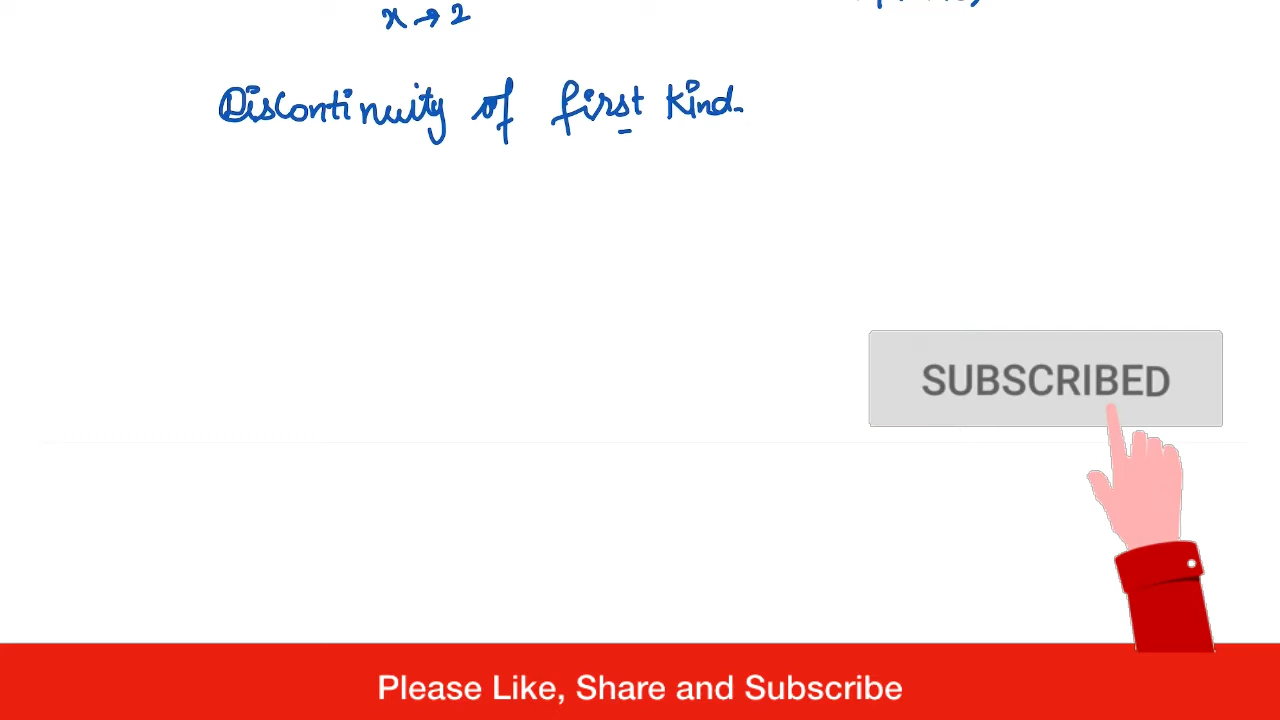 x → 2
Discontinuity of first kind.
SUBSCRIBED
Please Like, Share and Subscribe